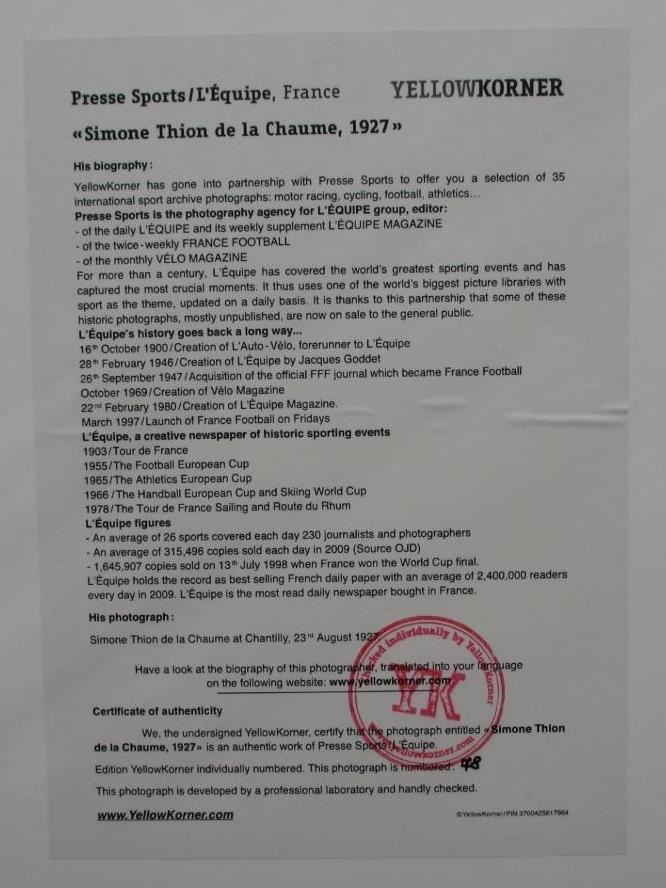 Presse Sports/L'Équipe, France YELLOWKORNER
«Simone Thion de la Chaume, 1927»
His biography:
YellowKorner has gone into partnership with Presse Sports to offer you a selection of 35
international sport archive photographs: motor racing, cycling, football, athletics...
Presse Sports is the photography agency for L'ÉQUIPE group, editor:
- of the daily L'ÉQUIPE and its weekly supplement L'ÉQUIPE MAGAZINE
- of the twice-weekly FRANCE FOOTBALL
- of the monthly VÉLO MAGAZINE
For more than a century, L'Équipe has covered the world's greatest sporting events and has
captured the most crucial moments. It thus uses one of the world's biggest picture libraries with
sport as the theme, updated on a daily basis. It is thanks to this partnership that some of these
historic photographs, mostly unpublished, are now on sale to the general public.
L'Équipe's history goes back a long way...
16th October 1900/Creation of L'Auto-Vélo, forerunner to L'Équipe
28th February 1946/Creation of L'Équipe by Jacques Goddet
26th September 1947/Acquisition of the official FFF journal which became France Football
October 1969/Creation of Vélo Magazine
22nd February 1980/Creation of L'Équipe Magazine.
March 1997/Launch of France Football on Fridays
L'Équipe, a creative newspaper of historic sporting events
1903/Tour de France
1955/The Football European Cup
1965/The Athletics European Cup
1966/The Handball European Cup and Skiing World Cup
1978/The Tour de France Sailing and Route du Rhum
L'Équipe figures
- An average of 26 sports covered each day 230 journalists and photographers
- An average of 315,496 copies sold each day in 2009 (Source OJD)
- 1,645,907 copies sold on 13th July 1998 when France won the World Cup final.
L'Équipe holds the record as best selling French daily paper with an average of 2,400,000 readers
every day in 2009. L'Équipe is the most read daily newspaper bought in France.
His photograph:
Simone Thion de la Chaume at Chantilly, 23rd August 1927
Have a look at the biography of this photographer, translated into your language
on the following website: www.yellowkorner.com
Certificate of authenticity
We, the undersigned YellowKorner, certify that the photograph entitled «Simone Thion
de la Chaume, 1927» is an authentic work of Presse Sports/L'Équipe.
Edition YellowKorner individually numbered. This photograph is numbered: 48
This photograph is developed by a professional laboratory and handly checked.
www.YellowKorner.com ©YellowKorner/PIN 3700425617964
individually by YellowKorner
YK
www.yellowkorner.com